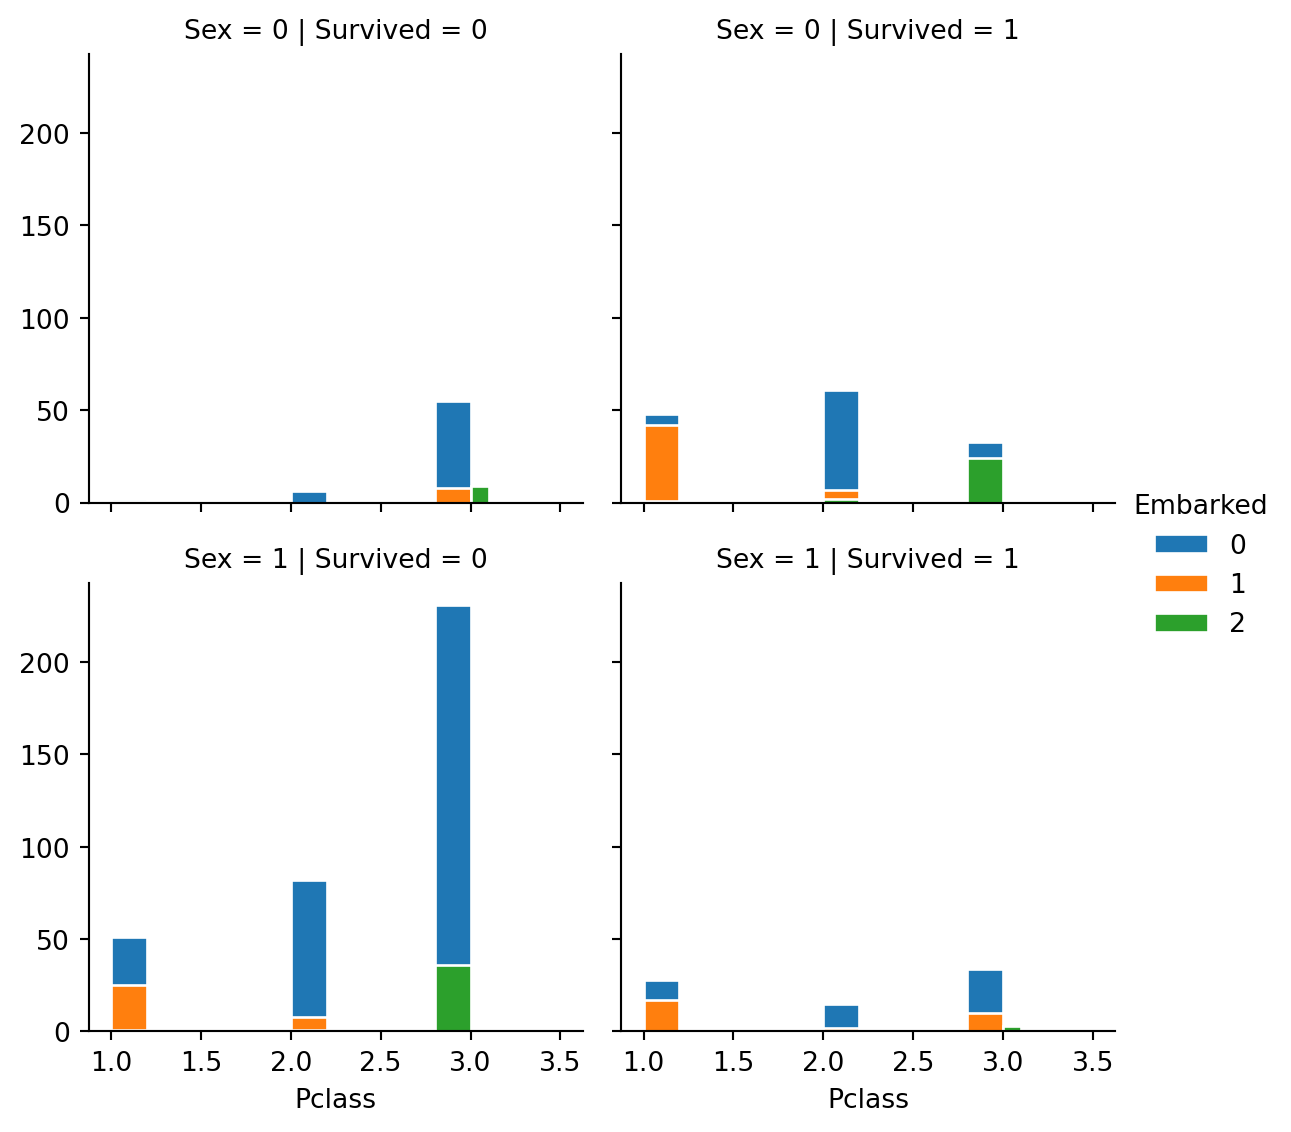 Sex = 0 | Survived = 0
Sex = 0 | Survived = 1
200
150
100
50
0
Embarked
0
1
2
Sex = 1 | Survived = 0
Sex = 1 | Survived = 1
200
150
100
50
0
1.0 1.5 2.0 2.5 3.0 3.5
1.0 1.5 2.0 2.5 3.0 3.5
Pclass
Pclass